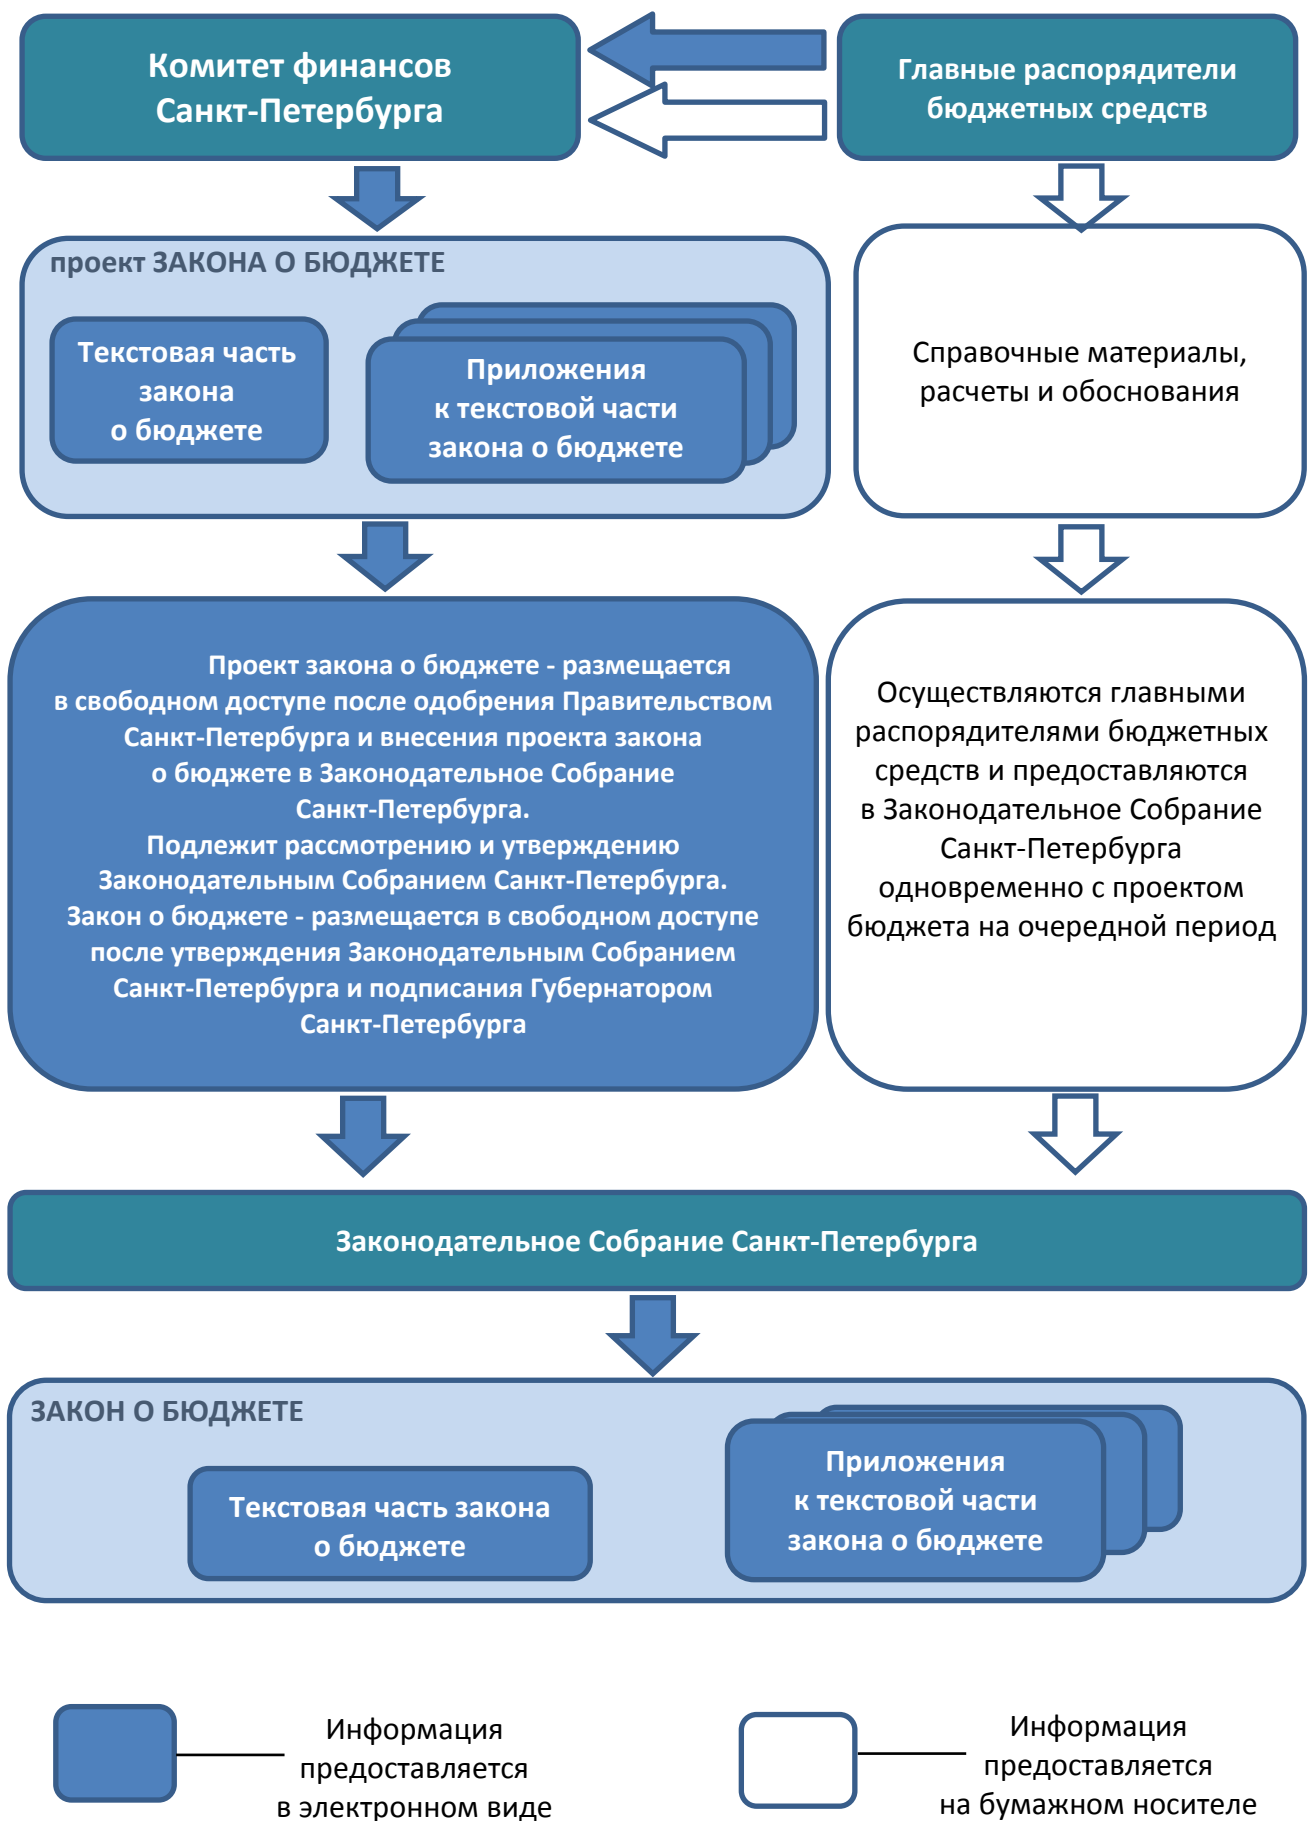 Комитет финансов
Санкт-Петербурга
Главные распорядители
бюджетных средств
проект ЗАКОНА О БЮДЖЕТЕ
Текстовая часть
закона
о бюджете
Приложения
к текстовой части
закона о бюджете
Справочные материалы,
расчеты и обоснования
Проект закона о бюджете - размещается
в свободном доступе после одобрения Правительством
Санкт-Петербурга и внесения проекта закона
о бюджете в Законодательное Собрание
Санкт-Петербурга.
Подлежит рассмотрению и утверждению
Законодательным Собранием Санкт-Петербурга.
Закон о бюджете - размещается в свободном доступе
после утверждения Законодательным Собранием
Санкт-Петербурга и подписания Губернатором
Санкт-Петербурга
Осуществляются главными
распорядителями бюджетных
средств и предоставляются
в Законодательное Собрание
Санкт-Петербурга
одновременно с проектом
бюджета на очередной период
Законодательное Собрание Санкт-Петербурга
ЗАКОН О БЮДЖЕТЕ
Текстовая часть закона
о бюджете
Приложения
к текстовой части
закона о бюджете
Информация
предоставляется
в электронном виде
Информация
предоставляется
на бумажном носителе